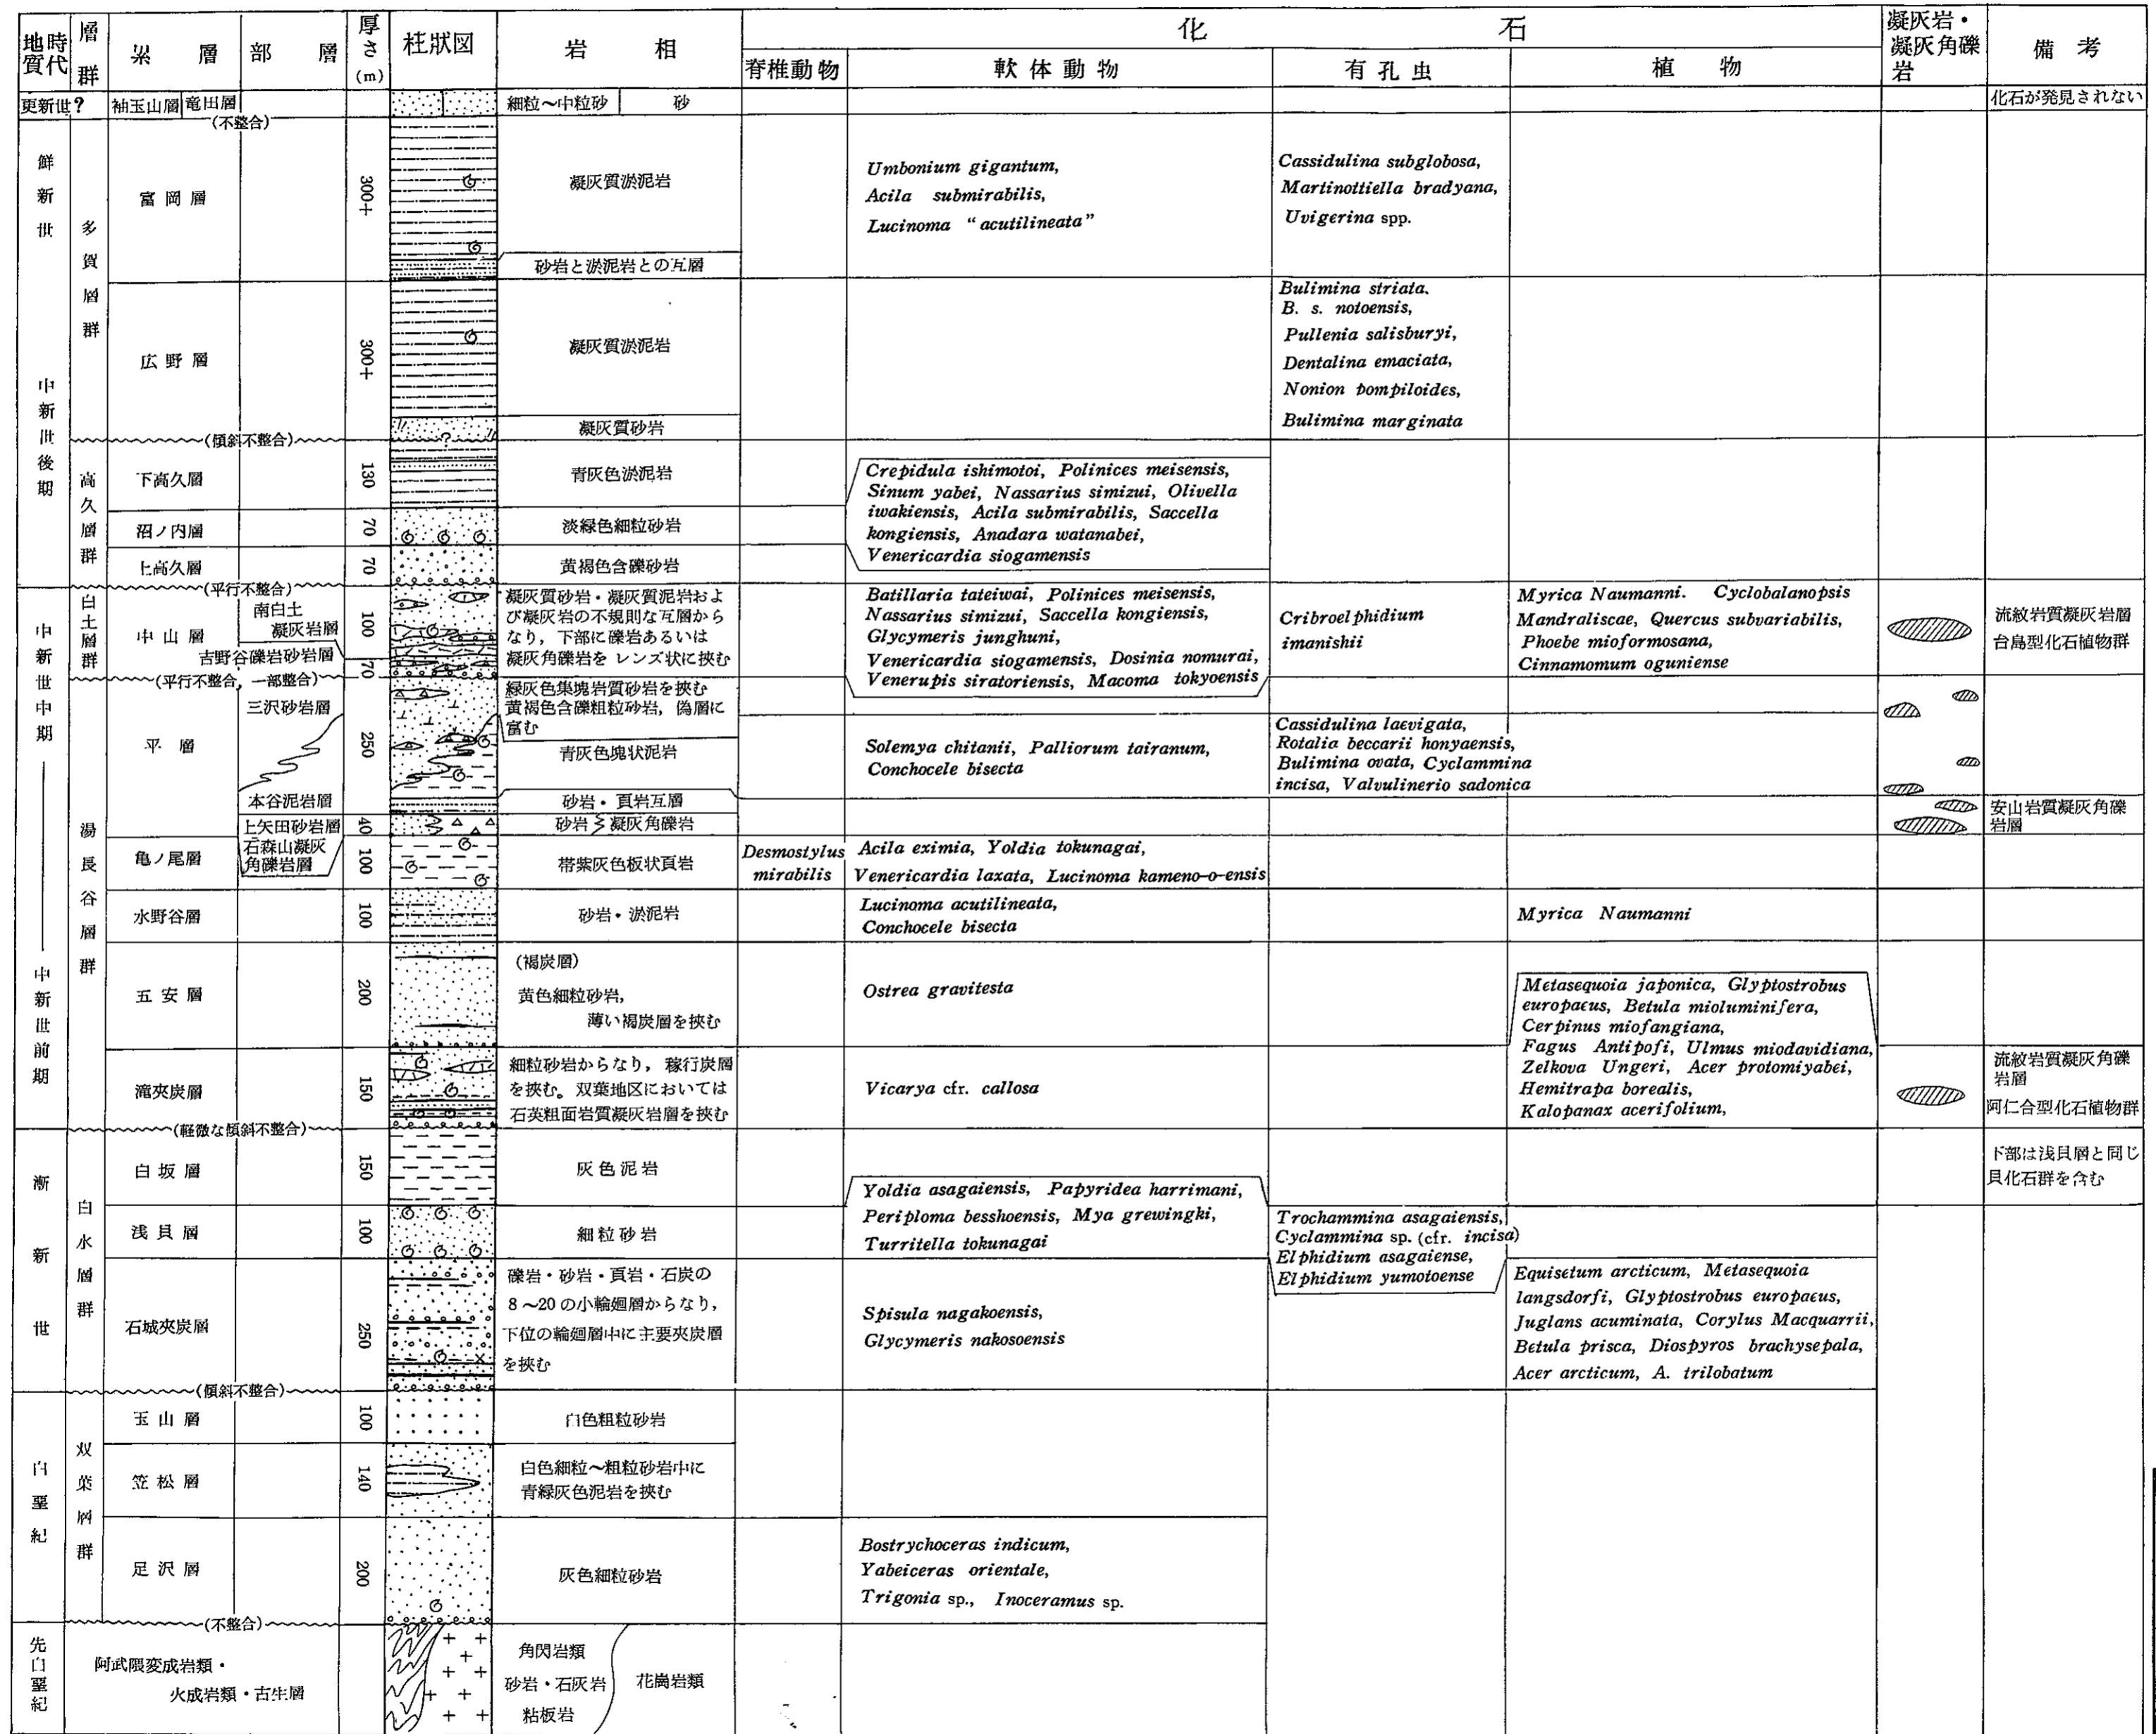 地質時代
層群
累層
部層
厚さ(m)
柱狀図
岩相
化石
脊椎動物
軟体動物
有孔虫
植物
凝灰岩・
凝灰角礫
岩
備考
更新世?
袖玉山層
竜田層
細粒〜中粒砂
砂
化石が発見されない
(不整合)
鮮新世
多賀層群
富岡層
300+
凝灰質淤泥岩
砂岩と淤泥岩との互層
Umbonium gigantum,
Acila submirabilis,
Lucinoma “acutilineata”
Cassidulina subglobosa,
Martinottiella bradyana,
Uvigerina spp.
中新世後期
広野層
300+
凝灰質淤泥岩
凝灰質砂岩
Bulimina striata.
B. s. notoensis,
Pullenia salisburyi,
Dentalina emaciata,
Nonion pompiloides,
Bulimina marginata
?
(傾斜不整合)
高久層群
下高久層
130
青灰色淤泥岩
沼ノ内層
70
淡緑色細粒砂岩
上高久層
70
黄褐色含礫砂岩
Crepidula ishimotoi, Polinices meisensis,
Sinum yabei, Nassarius simizui, Olivella
iwakiensis, Acila submirabilis, Saccella
kongiensis, Anadara watanabei,
Venericardia siogamensis
(平行不整合)
中新世中期
白土層群
中山層
南白土
凝灰岩層
吉野谷礫岩砂岩層
100
70
凝灰質砂岩・凝灰質泥岩およ
び凝灰岩の不規則な互層から
なり，下部に礫岩あるいは
凝灰角礫岩を レンズ状に挟む
Batillaria tateiwai, Polinices meisensis,
Nassarius simizui, Saccella kongiensis,
Glycymeris junghuni,
Venericardia siogamensis, Dosinia nomurai,
Venerupis siratoriensis, Macoma tokyoensis
Cribroelphidium
imanishii
Myrica Naumanni. Cyclobalanopsis
Mandraliscae, Quercus subvariabilis,
Phoebe mioformosana,
Cinnamomum oguniense
流紋岩質凝灰岩層
台島型化石植物群
(平行不整合，一部整合)
湯長谷層群
平層
三沢砂岩層
本谷泥岩層
上矢田砂岩層
石森山凝灰
角礫岩層
250
40
緑灰色集塊岩質砂岩を挟む
黄褐色含礫粗粒砂岩，偽層に
富む
青灰色塊状泥岩
砂岩・頁岩互層
砂岩 凝灰角礫岩
Solemya chitanii, Palliorum tairanum,
Conchocele bisecta
Cassidulina laevigata,
Rotalia beccarii honyaensis,
Bulimina ovata, Cyclammina
incisa, Valvulinerio sadonica
安山岩質凝灰角礫
岩層
亀ノ尾層
100
帯紫灰色板状頁岩
Desmostylus
mirabilis
Acila eximia, Yoldia tokunagai,
Venericardia laxata, Lucinoma kameno-o-ensis
水野谷層
100
砂岩・淤泥岩
Lucinoma acutilineata,
Conchocele bisecta
Myrica Naumanni
中新世前期
五安層
200
(褐炭層)
黄色細粒砂岩，
薄い褐炭層を挟む
Ostrea gravitesta
Metasequoia japonica, Glyptostrobus
europaeus, Betula mioluminifera,
Cerpinus miofangiana,
Fagus Antipofi, Ulmus miodavidiana,
Zelkova Ungeri, Acer protomiyabei,
Hemitrapa borealis,
Kalopanax acerifolium,
滝夾炭層
150
細粒砂岩からなり，稼行炭層
を挟む。双葉地区においては
石英粗面岩質凝灰岩層を挟む
Vicarya cfr. callosa
流紋岩質凝灰角礫
岩層
阿仁合型化石植物群
(軽微な傾斜不整合)
漸新世
白水層群
白坂層
150
灰色泥岩
下部は浅貝層と同じ
貝化石群を含む
浅貝層
100
細粒砂岩
Yoldia asagaiensis, Papyridea harrimani,
Periploma besshoensis, Mya grewingki,
Turritella tokunagai
Trochammina asagaiensis,
Cyclammina sp. (cfr. incisa)
Elphidium asagaiense,
Elphidium yumotoense
石城夾炭層
250
礫岩・砂岩・頁岩・石炭の
8〜20の小輪廻層からなり，
下位の輪廻層中に主要夾炭層
を挟む
Spisula nagakoensis,
Glycymeris nakosoensis
Equisetum arcticum, Metasequoia
langsdorfi, Glyptostrobus europaeus,
Juglans acuminata, Corylus Macquarrii,
Betula prisca, Diospyros brachysepala,
Acer arcticum, A. trilobatum
(傾斜不整合)
白堊紀
双葉層群
玉山層
100
白色粗粒砂岩
笠松層
140
白色細粒〜粗粒砂岩中に
青緑灰色泥岩を挟む
足沢層
200
灰色細粒砂岩
Bostrychoceras indicum,
Yabeiceras orientale,
Trigonia sp., Inoceramus sp.
(不整合)
先白堊紀
阿武隈変成岩類・
火成岩類・古生層
角閃岩類
砂岩・石灰岩
粘板岩
花崗岩類